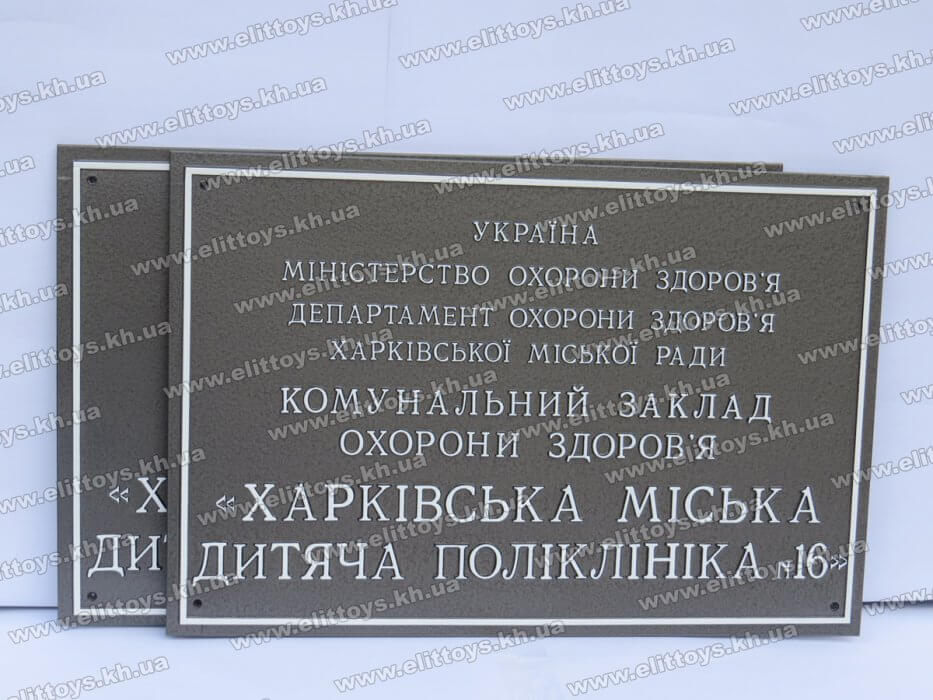 УКРАЇНА
МІНІСТЕРСТВО ОХОРОНИ ЗДОРОВ'Я
ДЕПАРТАМЕНТ ОХОРОНИ ЗДОРОВ'Я
ХАРКІВСЬКОЇ МІСЬКОЇ РАДИ
КОМУНАЛЬНИЙ ЗАКЛАД
ОХОРОНИ ЗДОРОВ'Я
«ХАРКІВСЬКА МІСЬКА
ДИТЯЧА ПОЛІКЛІНІКА №16»
www.elittoys.kh.ua